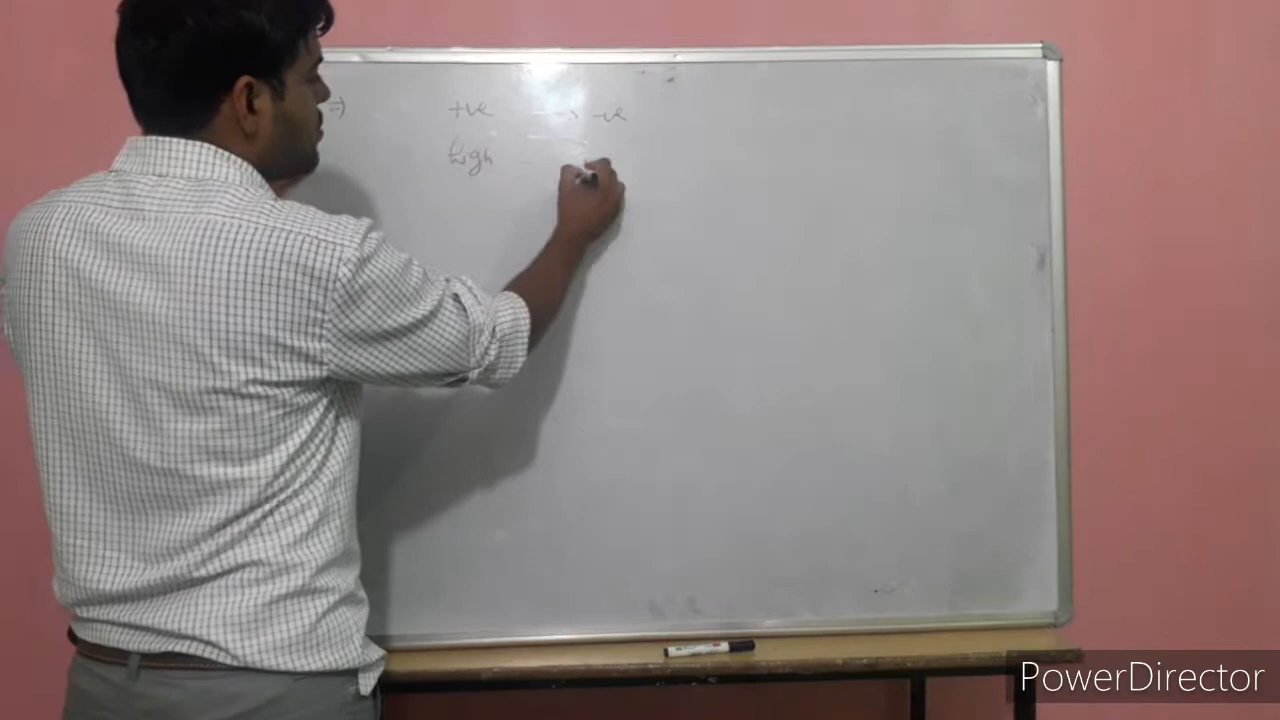 ⇒) +ve → -ve
high
PowerDirector